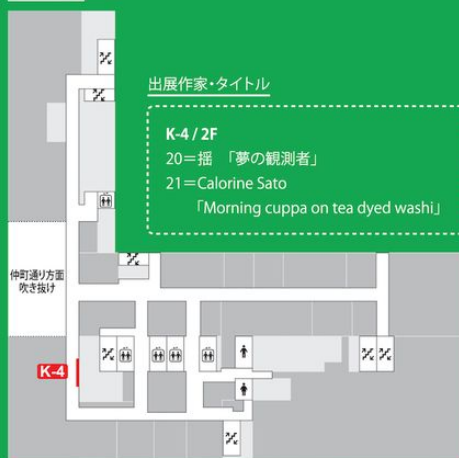 出展作家・タイトル
K-4 / 2F
20=揺　「夢の観測者」
21=Calorine Sato
「Morning cuppa on tea dyed washi」
仲町通り方面
吹き抜け
K-4